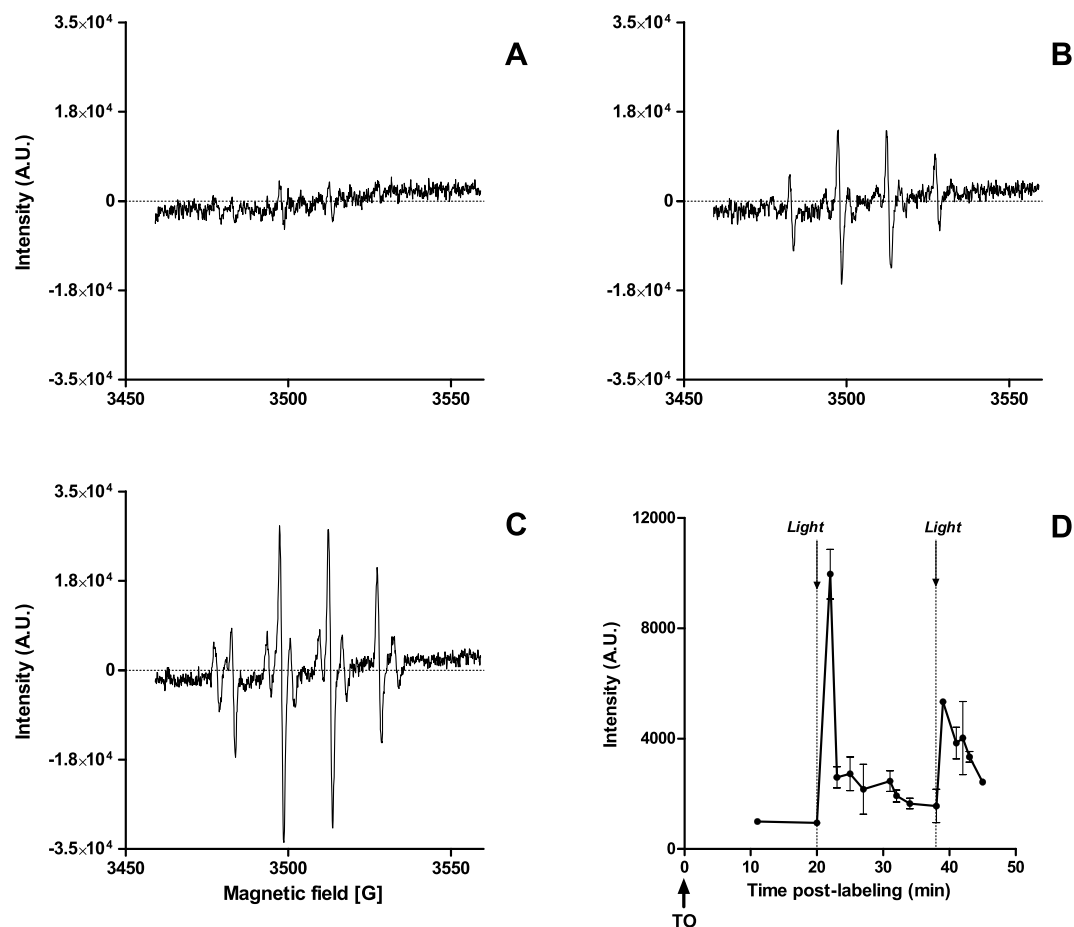 3.5×10⁴
A
1.8×10⁴
0
-1.8×10⁴
-3.5×10⁴
3450 3500 3550
Intensity (A.U.)
3.5×10⁴
B
1.8×10⁴
0
-1.8×10⁴
-3.5×10⁴
3450 3500 3550
3.5×10⁴
C
1.8×10⁴
0
-1.8×10⁴
-3.5×10⁴
3450 3500 3550
Intensity (A.U.)
Magnetic field [G]
D
12000
Light Light
8000
4000
0
Intensity (A.U.)
0 10 20 30 40 50
Time post-labeling (min)
TO